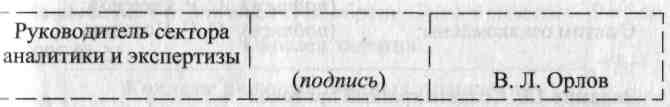 Руководитель сектора
аналитики и экспертизы
(подпись)
В. Л. Орлов